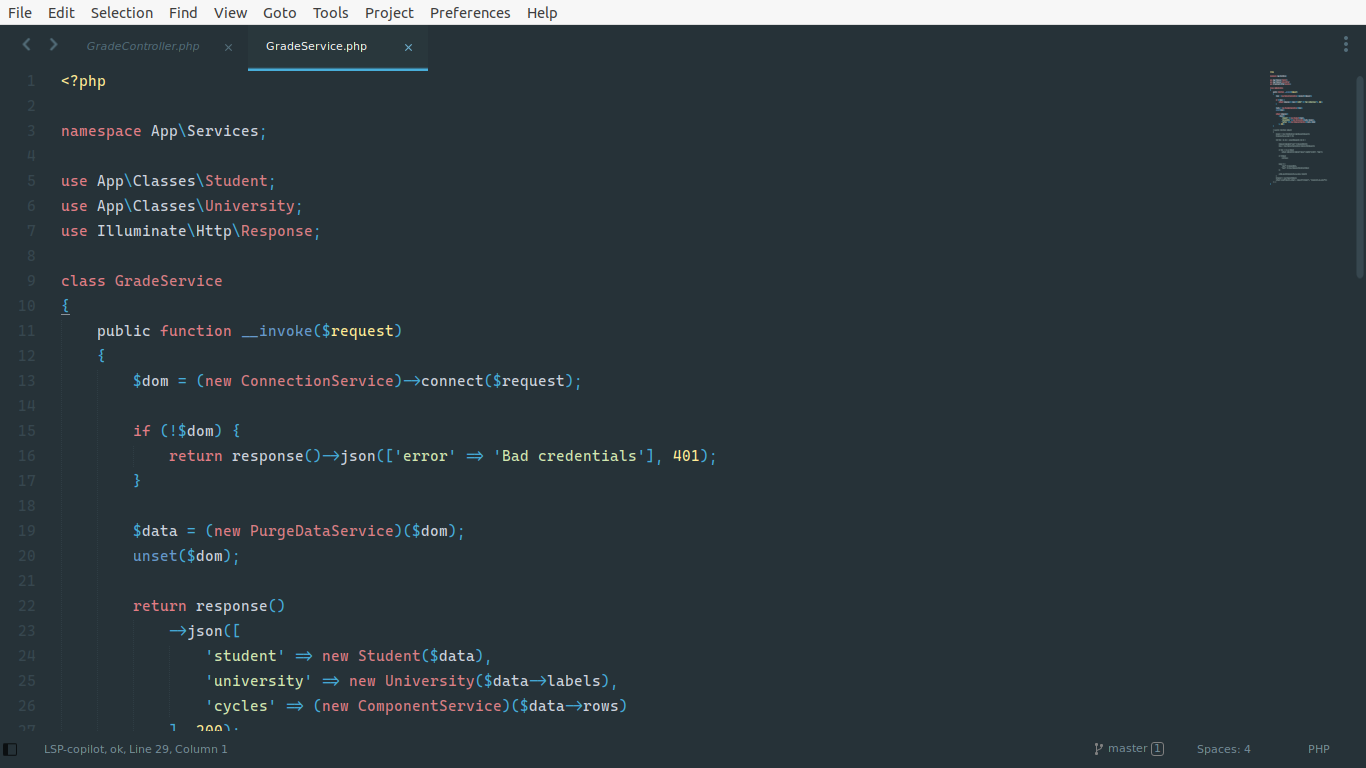 File Edit Selection Find View Goto Tools Project Preferences Help
GradeController.php × GradeService.php ×
1 <?php
2
3 namespace App\Services;
4
5 use App\Classes\Student;
6 use App\Classes\University;
7 use Illuminate\Http\Response;
8
9 class GradeService
10 {
11     public function __invoke($request)
12     {
13         $dom = (new ConnectionService)->connect($request);
14
15         if (!$dom) {
16             return response()->json(['error' => 'Bad credentials'], 401);
17         }
18
19         $data = (new PurgeDataService)($dom);
20         unset($dom);
21
22         return response()
23             ->json([
24                 'student' => new Student($data),
25                 'university' => new University($data->labels),
26                 'cycles' => (new ComponentService)($data->rows)
27             ], 200);
LSP-copilot, ok, Line 29, Column 1 master 1 Spaces: 4 PHP